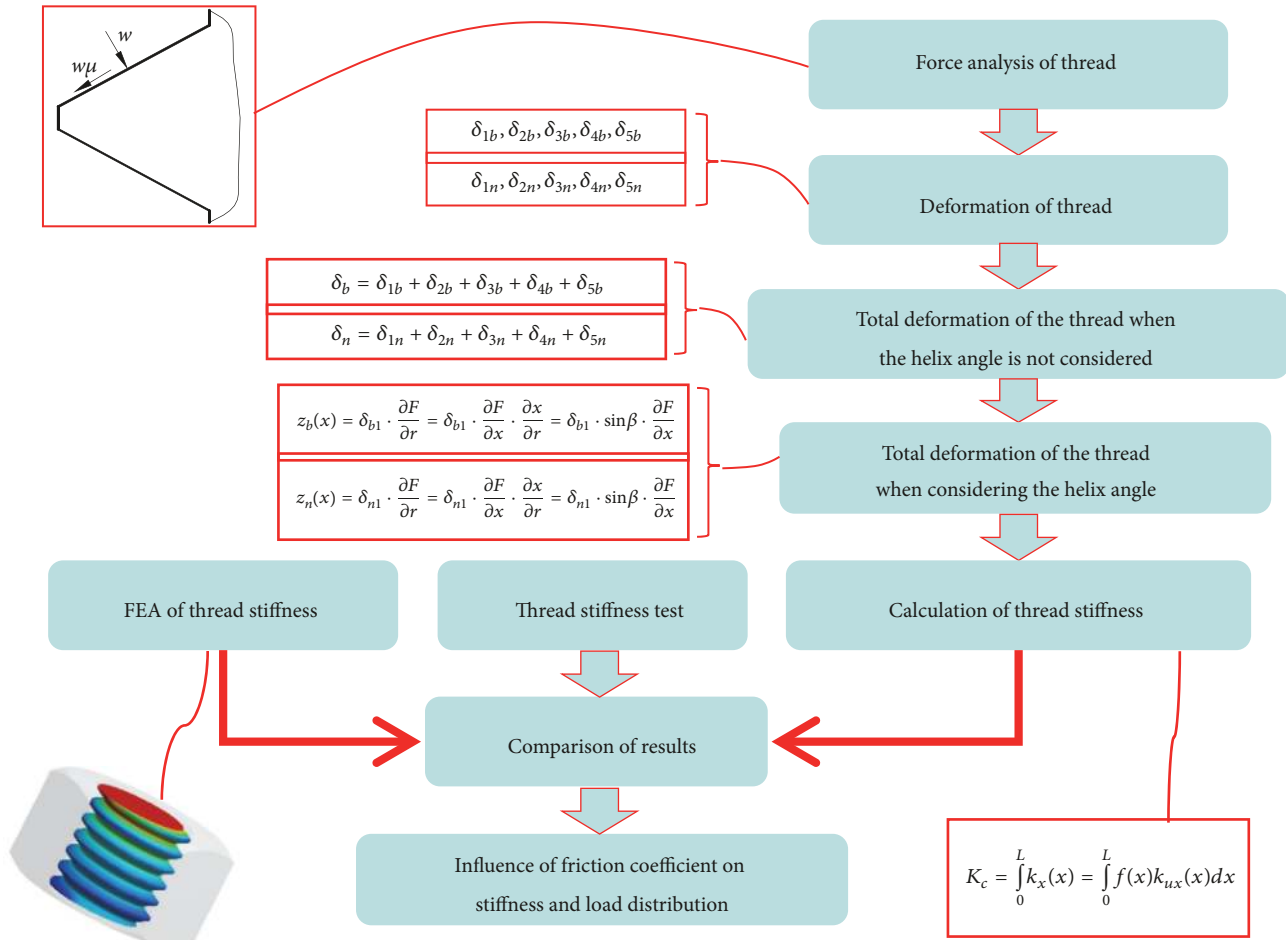 w
wμ
Force analysis of thread
δ1b, δ2b, δ3b, δ4b, δ5b
δ1n, δ2n, δ3n, δ4n, δ5n
Deformation of thread
δb = δ1b + δ2b + δ3b + δ4b + δ5b
δn = δ1n + δ2n + δ3n + δ4n + δ5n
Total deformation of the thread when
the helix angle is not considered
zb(x) = δb1 · ∂F/∂r = δb1 · ∂F/∂x · ∂x/∂r = δb1 · sinβ · ∂F/∂x
zn(x) = δn1 · ∂F/∂r = δn1 · ∂F/∂x · ∂x/∂r = δn1 · sinβ · ∂F/∂x
Total deformation of the thread
when considering the helix angle
FEA of thread stiffness
Thread stiffness test
Calculation of thread stiffness
Comparison of results
Influence of friction coefficient on
stiffness and load distribution
Kc = ∫0L kx(x) = ∫0L f(x)kux(x)dx